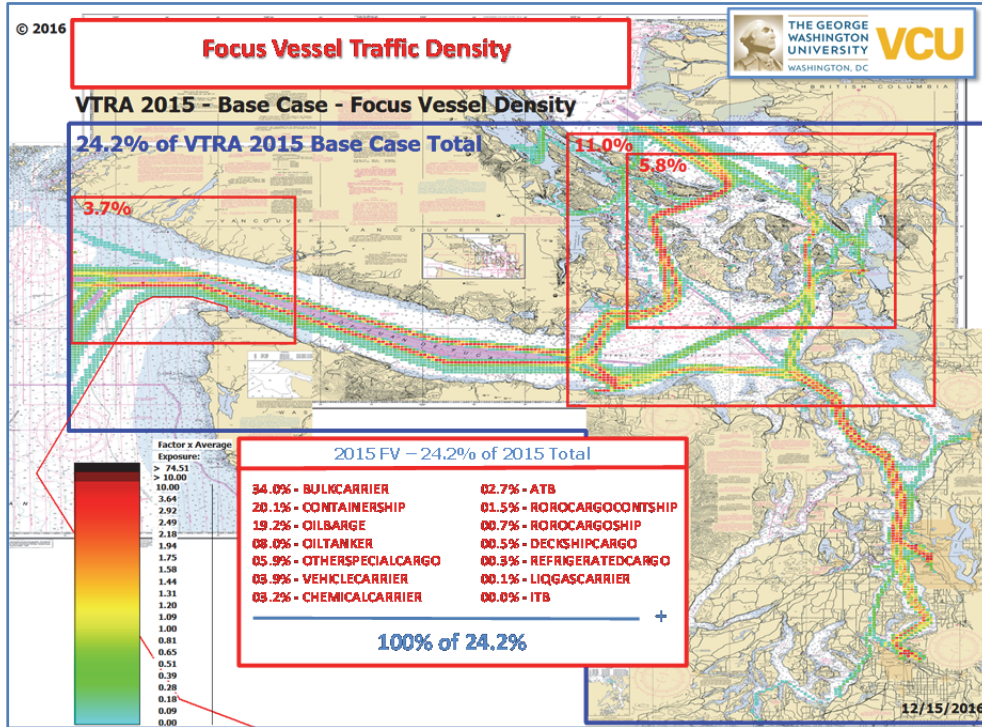 © 2016
Focus Vessel Traffic Density
THE GEORGE
WASHINGTON
UNIVERSITY
WASHINGTON, DC
VCU
BRITISH COLUMBIA
VTRA 2015 - Base Case - Focus Vessel Density
24.2% of VTRA 2015 Base Case Total
11.0%
5.8%
3.7%
Factor x Average
Exposure:
> 74.51
> 10.00
10.00
3.64
2.92
2.49
2.18
1.94
1.75
1.58
1.44
1.31
1.20
1.09
1.00
0.81
0.65
0.51
0.39
0.28
0.18
0.09
0.00
2015 FV – 24.2% of 2015 Total
34.0% - BULKCARRIER
20.1% - CONTAINERSHIP
19.2% - OILBARGE
08.0% - OILTANKER
05.9% - OTHERSPECIALCARGO
03.9% - VEHICLECARRIER
03.2% - CHEMICALCARRIER
02.7% - ATB
01.5% - ROROCARGOCONTSHIP
00.7% - ROROCARGOSHIP
00.5% - DECKSHIPCARGO
00.3% - REFRIGERATEDCARGO
00.1% - LIQGASCARRIER
00.0% - ITB
+
100% of 24.2%
12/15/2016